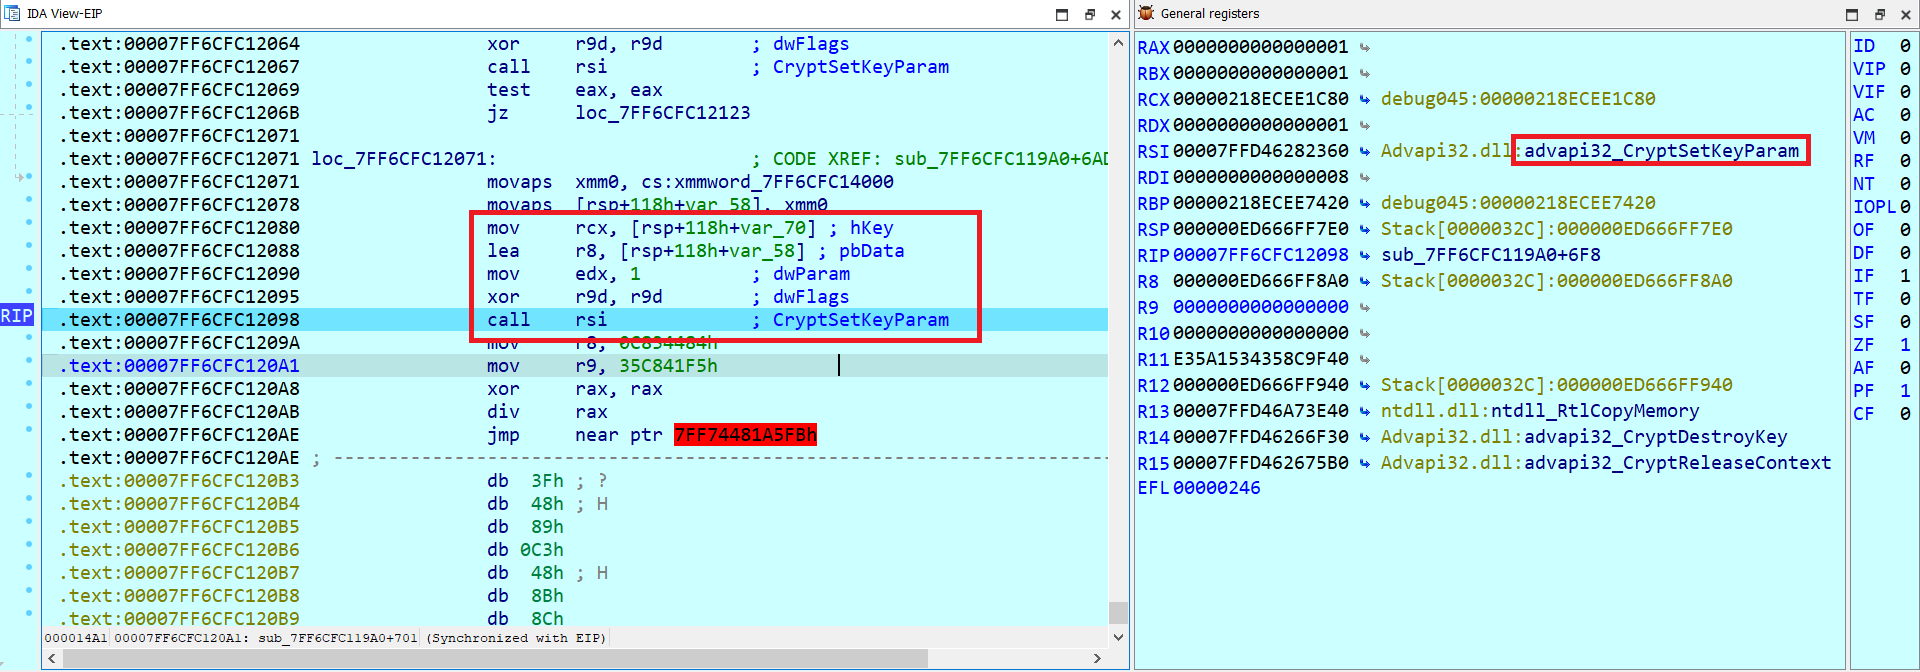 IDA View-EIP
.text:00007FF6CFC12064 xor r9d, r9d ; dwFlags
.text:00007FF6CFC12067 call rsi ; CryptSetKeyParam
.text:00007FF6CFC12069 test eax, eax
.text:00007FF6CFC1206B jz loc_7FF6CFC12123
.text:00007FF6CFC12071
.text:00007FF6CFC12071 loc_7FF6CFC12071: ; CODE XREF: sub_7FF6CFC119A0+6AD
.text:00007FF6CFC12071 movaps xmm0, cs:xmmword_7FF6CFC14000
.text:00007FF6CFC12078 movaps [rsp+118h+var_58], xmm0
.text:00007FF6CFC12080 mov rcx, [rsp+118h+var_70] ; hKey
.text:00007FF6CFC12088 lea r8, [rsp+118h+var_58] ; pbData
.text:00007FF6CFC12090 mov edx, 1 ; dwParam
.text:00007FF6CFC12095 xor r9d, r9d ; dwFlags
RIP .text:00007FF6CFC12098 call rsi ; CryptSetKeyParam
.text:00007FF6CFC1209A mov r8, 0C834484h
.text:00007FF6CFC120A1 mov r9, 35C841F5h
.text:00007FF6CFC120A8 xor rax, rax
.text:00007FF6CFC120AB div rax
.text:00007FF6CFC120AE jmp near ptr 7FF74481A5FBh
.text:00007FF6CFC120AE ; ---------------------------------------------------------------------
.text:00007FF6CFC120B3 db 3Fh ; ?
.text:00007FF6CFC120B4 db 48h ; H
.text:00007FF6CFC120B5 db 89h
.text:00007FF6CFC120B6 db 0C3h
.text:00007FF6CFC120B7 db 48h ; H
.text:00007FF6CFC120B8 db 8Bh
.text:00007FF6CFC120B9 db 8Ch
000014A1 00007FF6CFC120A1: sub_7FF6CFC119A0+701 (Synchronized with EIP)
General registers
RAX 0000000000000001
RBX 0000000000000001
RCX 00000218ECEE1C80 debug045:00000218ECEE1C80
RDX 0000000000000001
RSI 00007FFD46282360 Advapi32.dll:advapi32_CryptSetKeyParam
RDI 0000000000000008
RBP 00000218ECEE7420 debug045:00000218ECEE7420
RSP 000000ED666FF7E0 Stack[0000032C]:000000ED666FF7E0
RIP 00007FF6CFC12098 sub_7FF6CFC119A0+6F8
R8 000000ED666FF8A0 Stack[0000032C]:000000ED666FF8A0
R9 0000000000000000
R10 0000000000000000
R11 E35A1534358C9F40
R12 000000ED666FF940 Stack[0000032C]:000000ED666FF940
R13 00007FFD46A73E40 ntdll.dll:ntdll_RtlCopyMemory
R14 00007FFD46266F30 Advapi32.dll:advapi32_CryptDestroyKey
R15 00007FFD462675B0 Advapi32.dll:advapi32_CryptReleaseContext
EFL 00000246
ID 0
VIP 0
VIF 0
AC 0
VM 0
RF 0
NT 0
IOPL 0
OF 0
DF 0
IF 1
TF 0
SF 0
ZF 1
AF 0
PF 1
CF 0